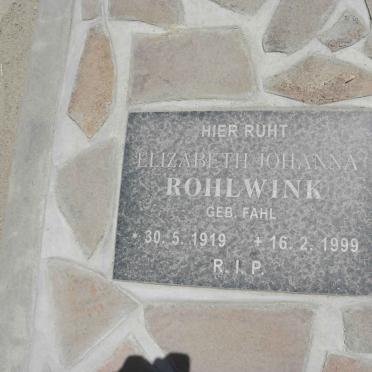 HIER RUHT
ELIZABETH JOHANNA
ROHLWINK
GEB. FAHL
* 30. 5. 1919 + 16. 2. 1999
R. I. P.